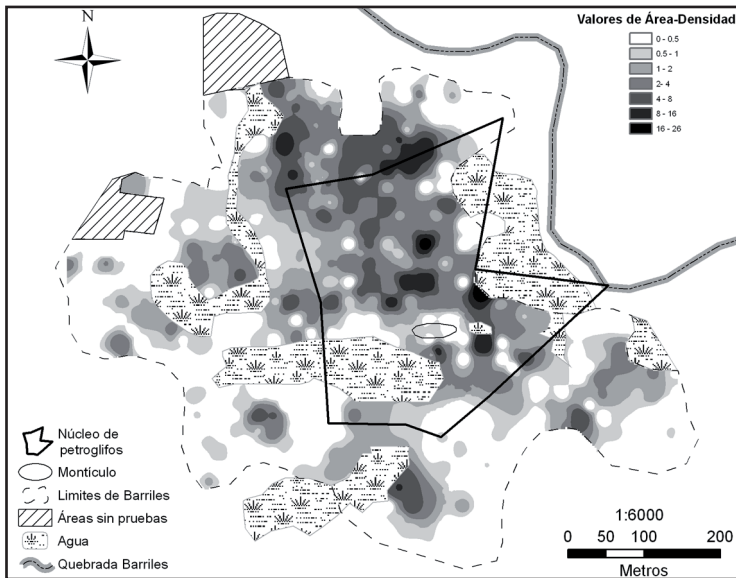 N
Valores de Área-Densidad
0 - 0.5
0.5 - 1
1 - 2
2- 4
4 - 8
8 - 16
16 - 26
Núcleo de
petroglifos
Montículo
Limites de Barriles
Áreas sin pruebas
Agua
Quebrada Barriles
1:6000
0 50 100 200
Metros